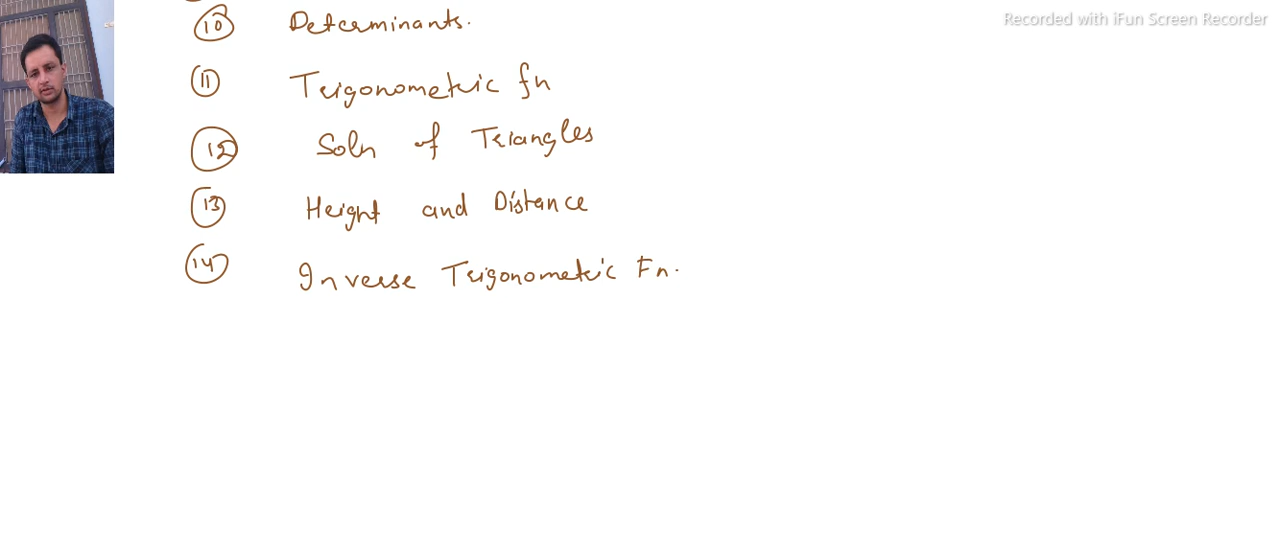 Recorded with iFun Screen Recorder
10 Determinants.
11 Trigonometric fn
12 Soln of Triangles
13 Height and Distance
14 Inverse Trigonometric Fn.